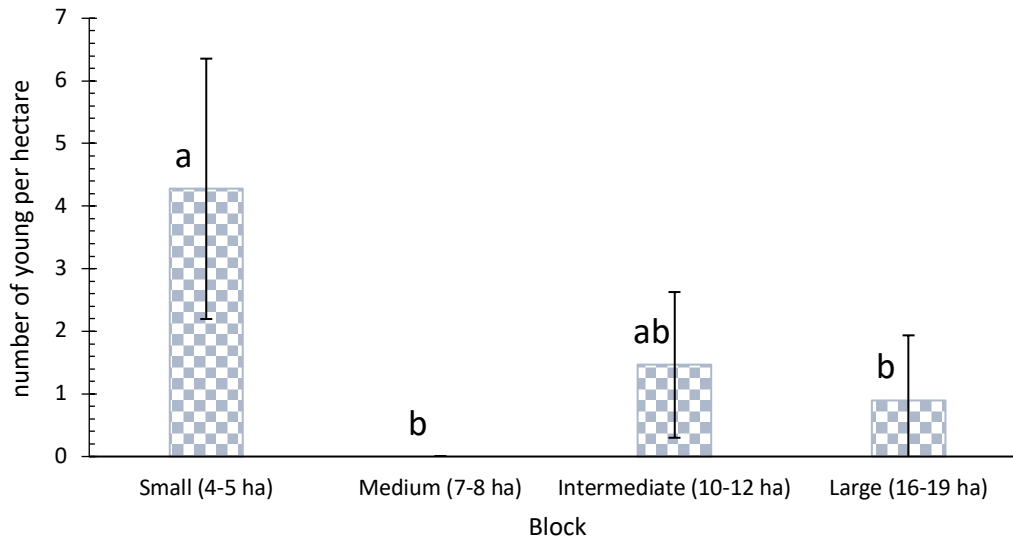 7
6
5
4
3
2
1
0
number of young per hectare
a
b
ab
b
Small (4-5 ha) Medium (7-8 ha) Intermediate (10-12 ha) Large (16-19 ha)
Block